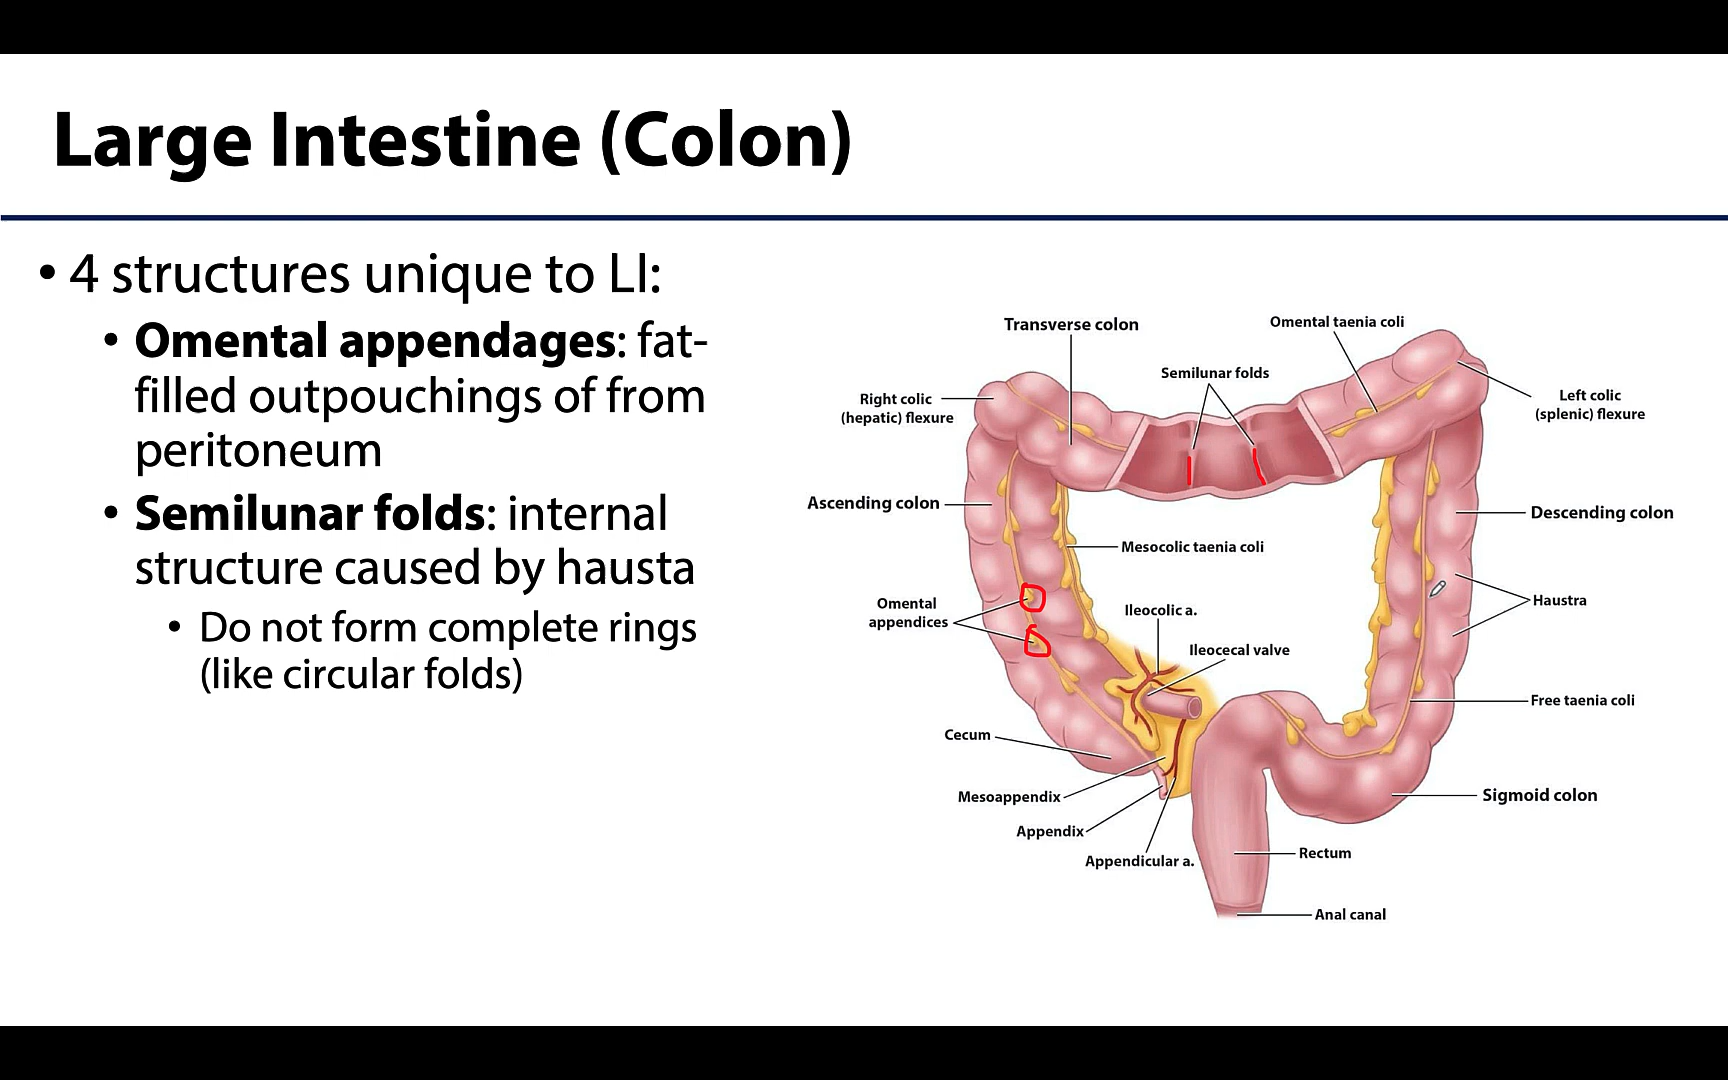 Large Intestine (Colon)
• 4 structures unique to LI:
• Omental appendages: fat-
filled outpouchings of from
peritoneum
• Semilunar folds: internal
structure caused by hausta
• Do not form complete rings
(like circular folds)
Transverse colon
Omental taenia coli
Semilunar folds
Right colic
(hepatic) flexure
Left colic
(splenic) flexure
Ascending colon
Descending colon
Mesocolic taenia coli
Omental
appendices
Ileocolic a.
Haustra
Ileocecal valve
Free taenia coli
Cecum
Mesoappendix
Sigmoid colon
Appendix
Appendicular a.
Rectum
Anal canal